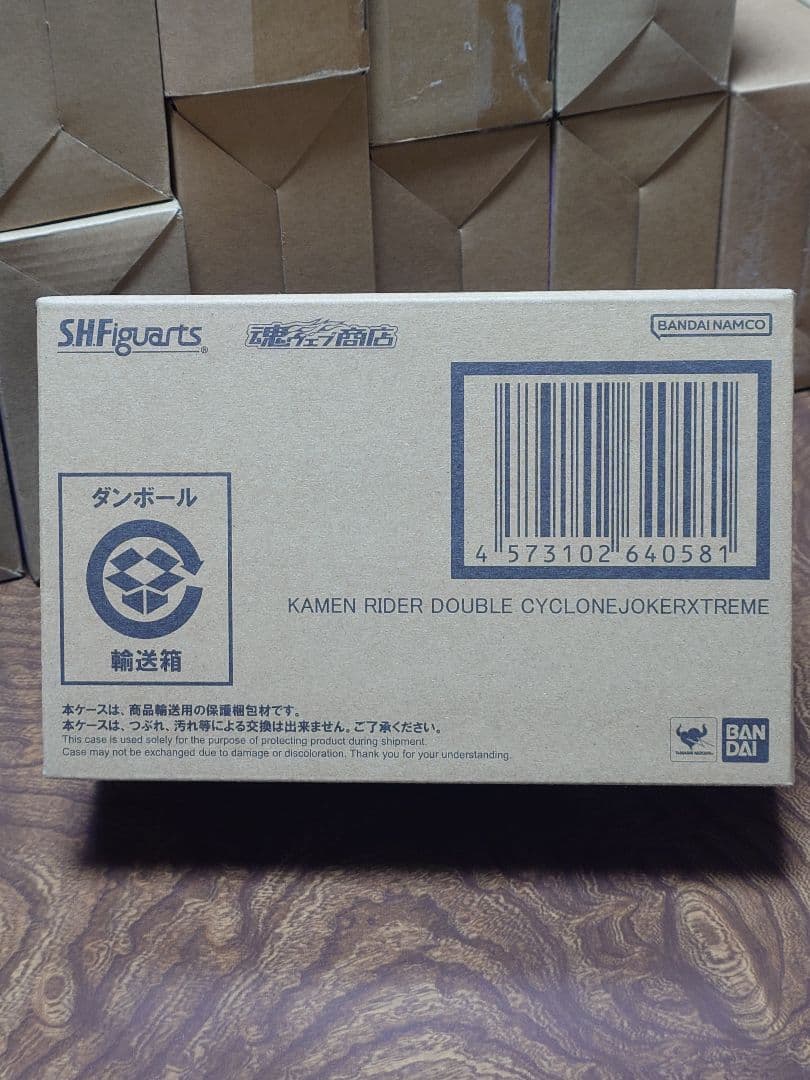 S.H.Figuarts®
魂ウェブ商店
BANDAI NAMCO
4 573102 640581
ダンボール
輸送箱
KAMEN RIDER DOUBLE CYCLONEJOKERXTREME
本ケースは、商品輸送用の保護梱包材です。
本ケースは、つぶれ、汚れ等による交換は出来ません。ご了承ください。
This case is used solely for the purpose of protecting product during shipment.
Case may not be exchanged due to damage or discoloration. Thank you for your understanding.
TAMASHII NATIONS
BAN
DAI